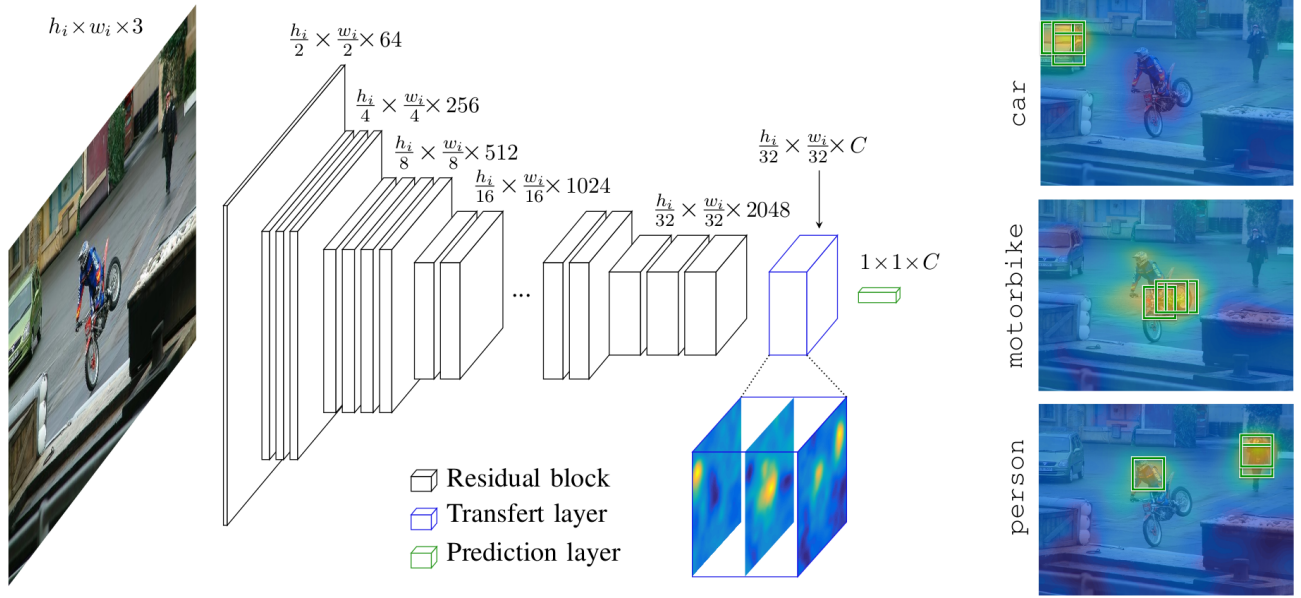 h_i × w_i × 3
h_i/2 × w_i/2 × 64
h_i/4 × w_i/4 × 256
h_i/8 × w_i/8 × 512
h_i/16 × w_i/16 × 1024
...
h_i/32 × w_i/32 × 2048
h_i/32 × w_i/32 × C
1 × 1 × C
Residual block
Transfert layer
Prediction layer
car
motorbike
person